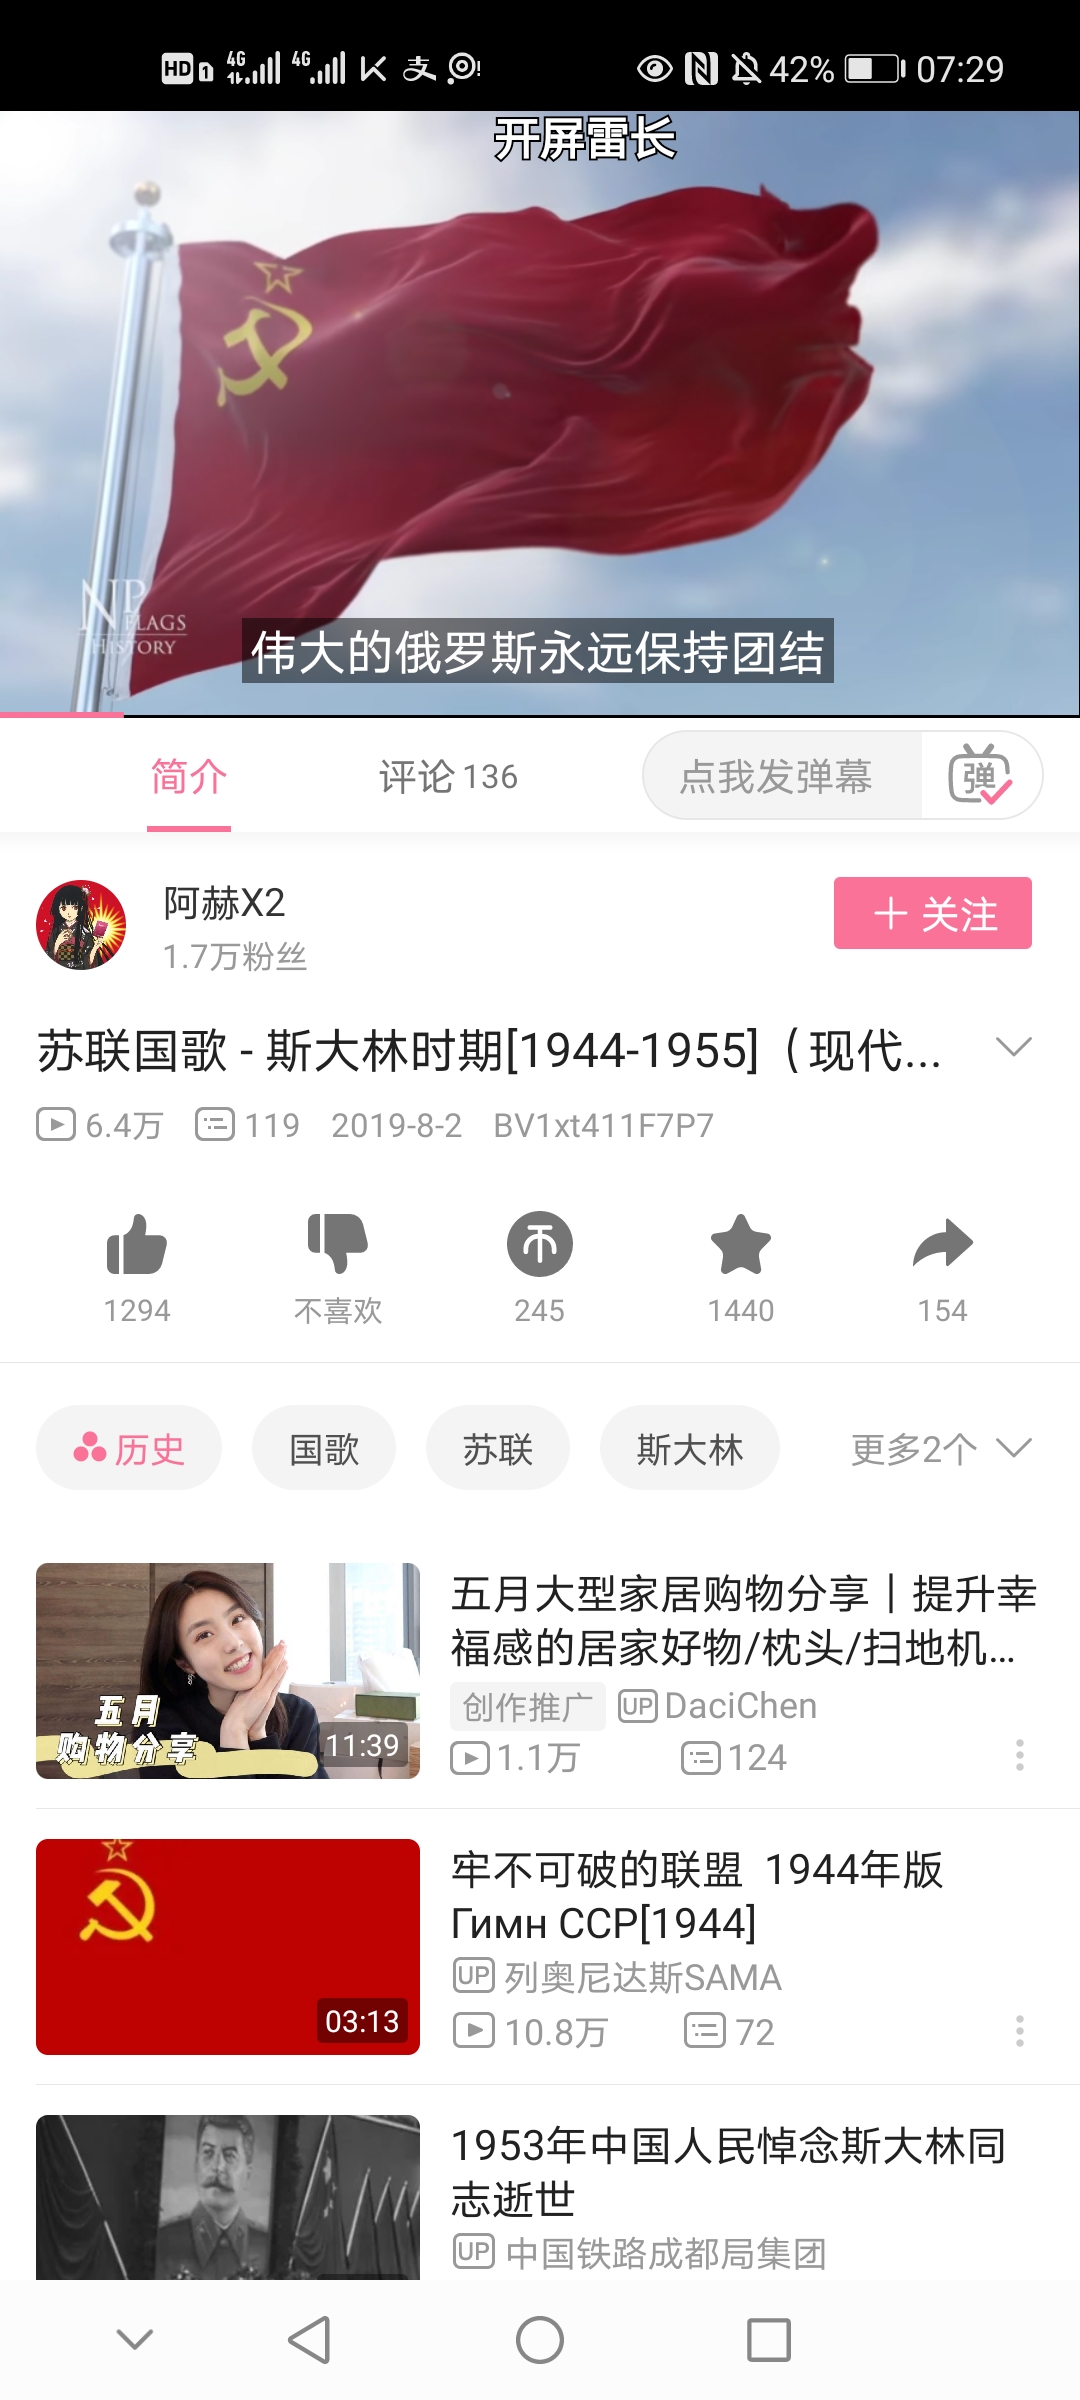 HD 1 4G 4G 42% 07:29
开屏雷长
NP
FLAGS
HISTORY
伟大的俄罗斯永远保持团结
简介 评论 136 点我发弹幕 弹
阿赫X2
1.7万粉丝
＋ 关注
苏联国歌 - 斯大林时期[1944-1955]（现代...
6.4万 119 2019-8-2 BV1xt411F7P7
1294 不喜欢 245 1440 154
历史 国歌 苏联 斯大林 更多2个
五月
购物分享
11:39
五月大型家居购物分享｜提升幸
福感的居家好物/枕头/扫地机...
创作推广 UP DaciChen
1.1万 124
03:13
牢不可破的联盟 1944年版
Гимн ССР[1944]
UP 列奥尼达斯SAMA
10.8万 72
1953年中国人民悼念斯大林同
志逝世
UP 中国铁路成都局集团